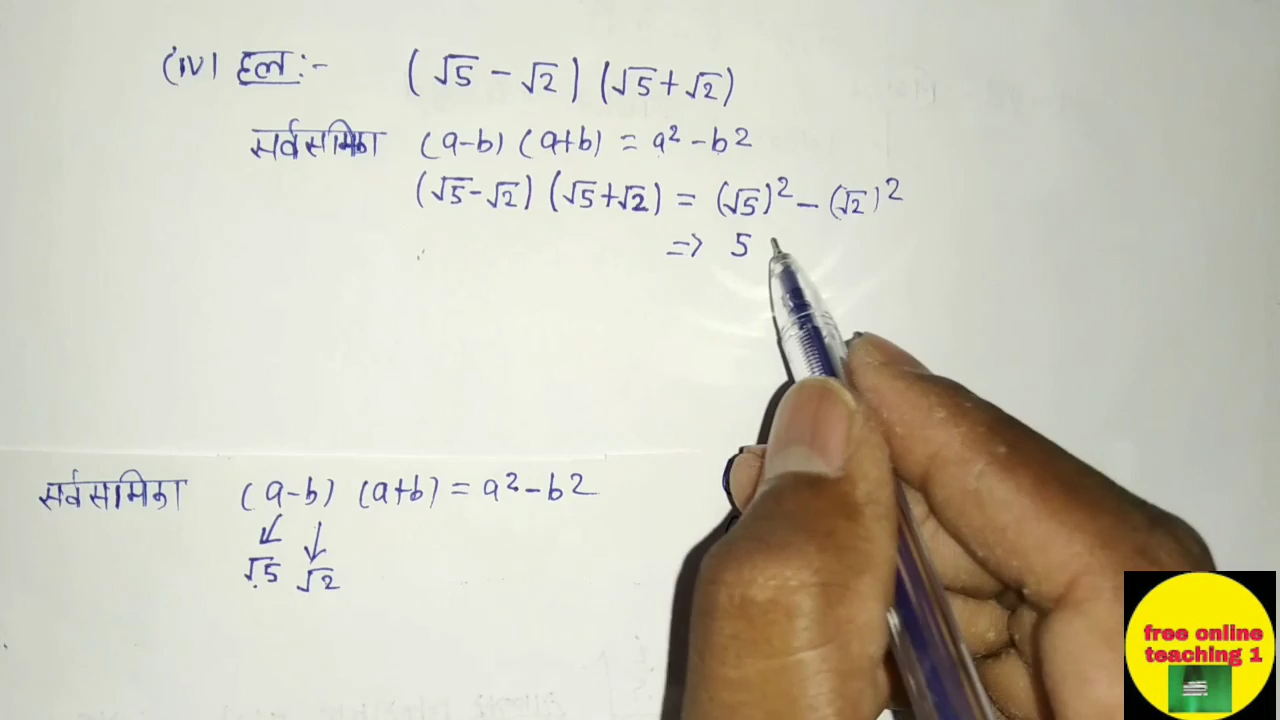 (iv) हल :- (√5 - √2) (√5 + √2)
सर्वसमिका (a-b) (a+b) = a² - b²
(√5-√2) (√5+√2) = (√5)² - (√2)²
=> 5
सर्वसमिका (a-b) (a+b) = a² - b²
√5 √2
free online
teaching 1